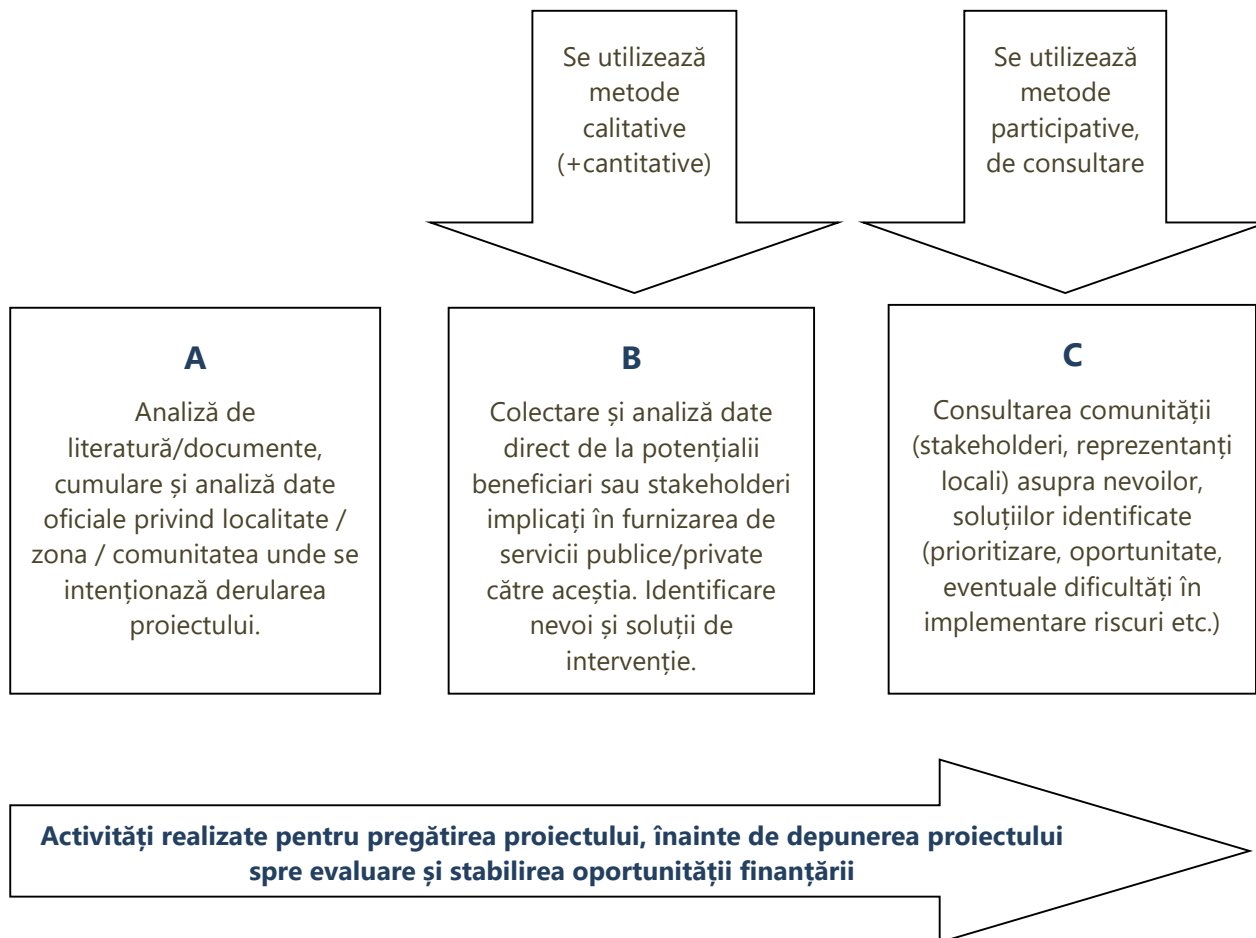 Se utilizează
metode
calitative
(+cantitative)
Se utilizează
metode
participative,
de consultare
A
Analiză de
literatură/documente,
cumulare și analiză date
oficiale privind localitate /
zona / comunitatea unde se
intenționază derularea
proiectului.
B
Colectare și analiză date
direct de la potențialii
beneficiari sau stakeholderi
implicați în furnizarea de
servicii publice/private
către aceștia. Identificare
nevoi și soluții de
intervenție.
C
Consultarea comunității
(stakeholderi, reprezentanți
locali) asupra nevoilor,
soluțiilor identificate
(prioritizare, oportunitate,
eventuale dificultăți în
implementare riscuri etc.)
Activități realizate pentru pregătirea proiectului, înainte de depunerea proiectului
spre evaluare și stabilirea oportunității finanțării